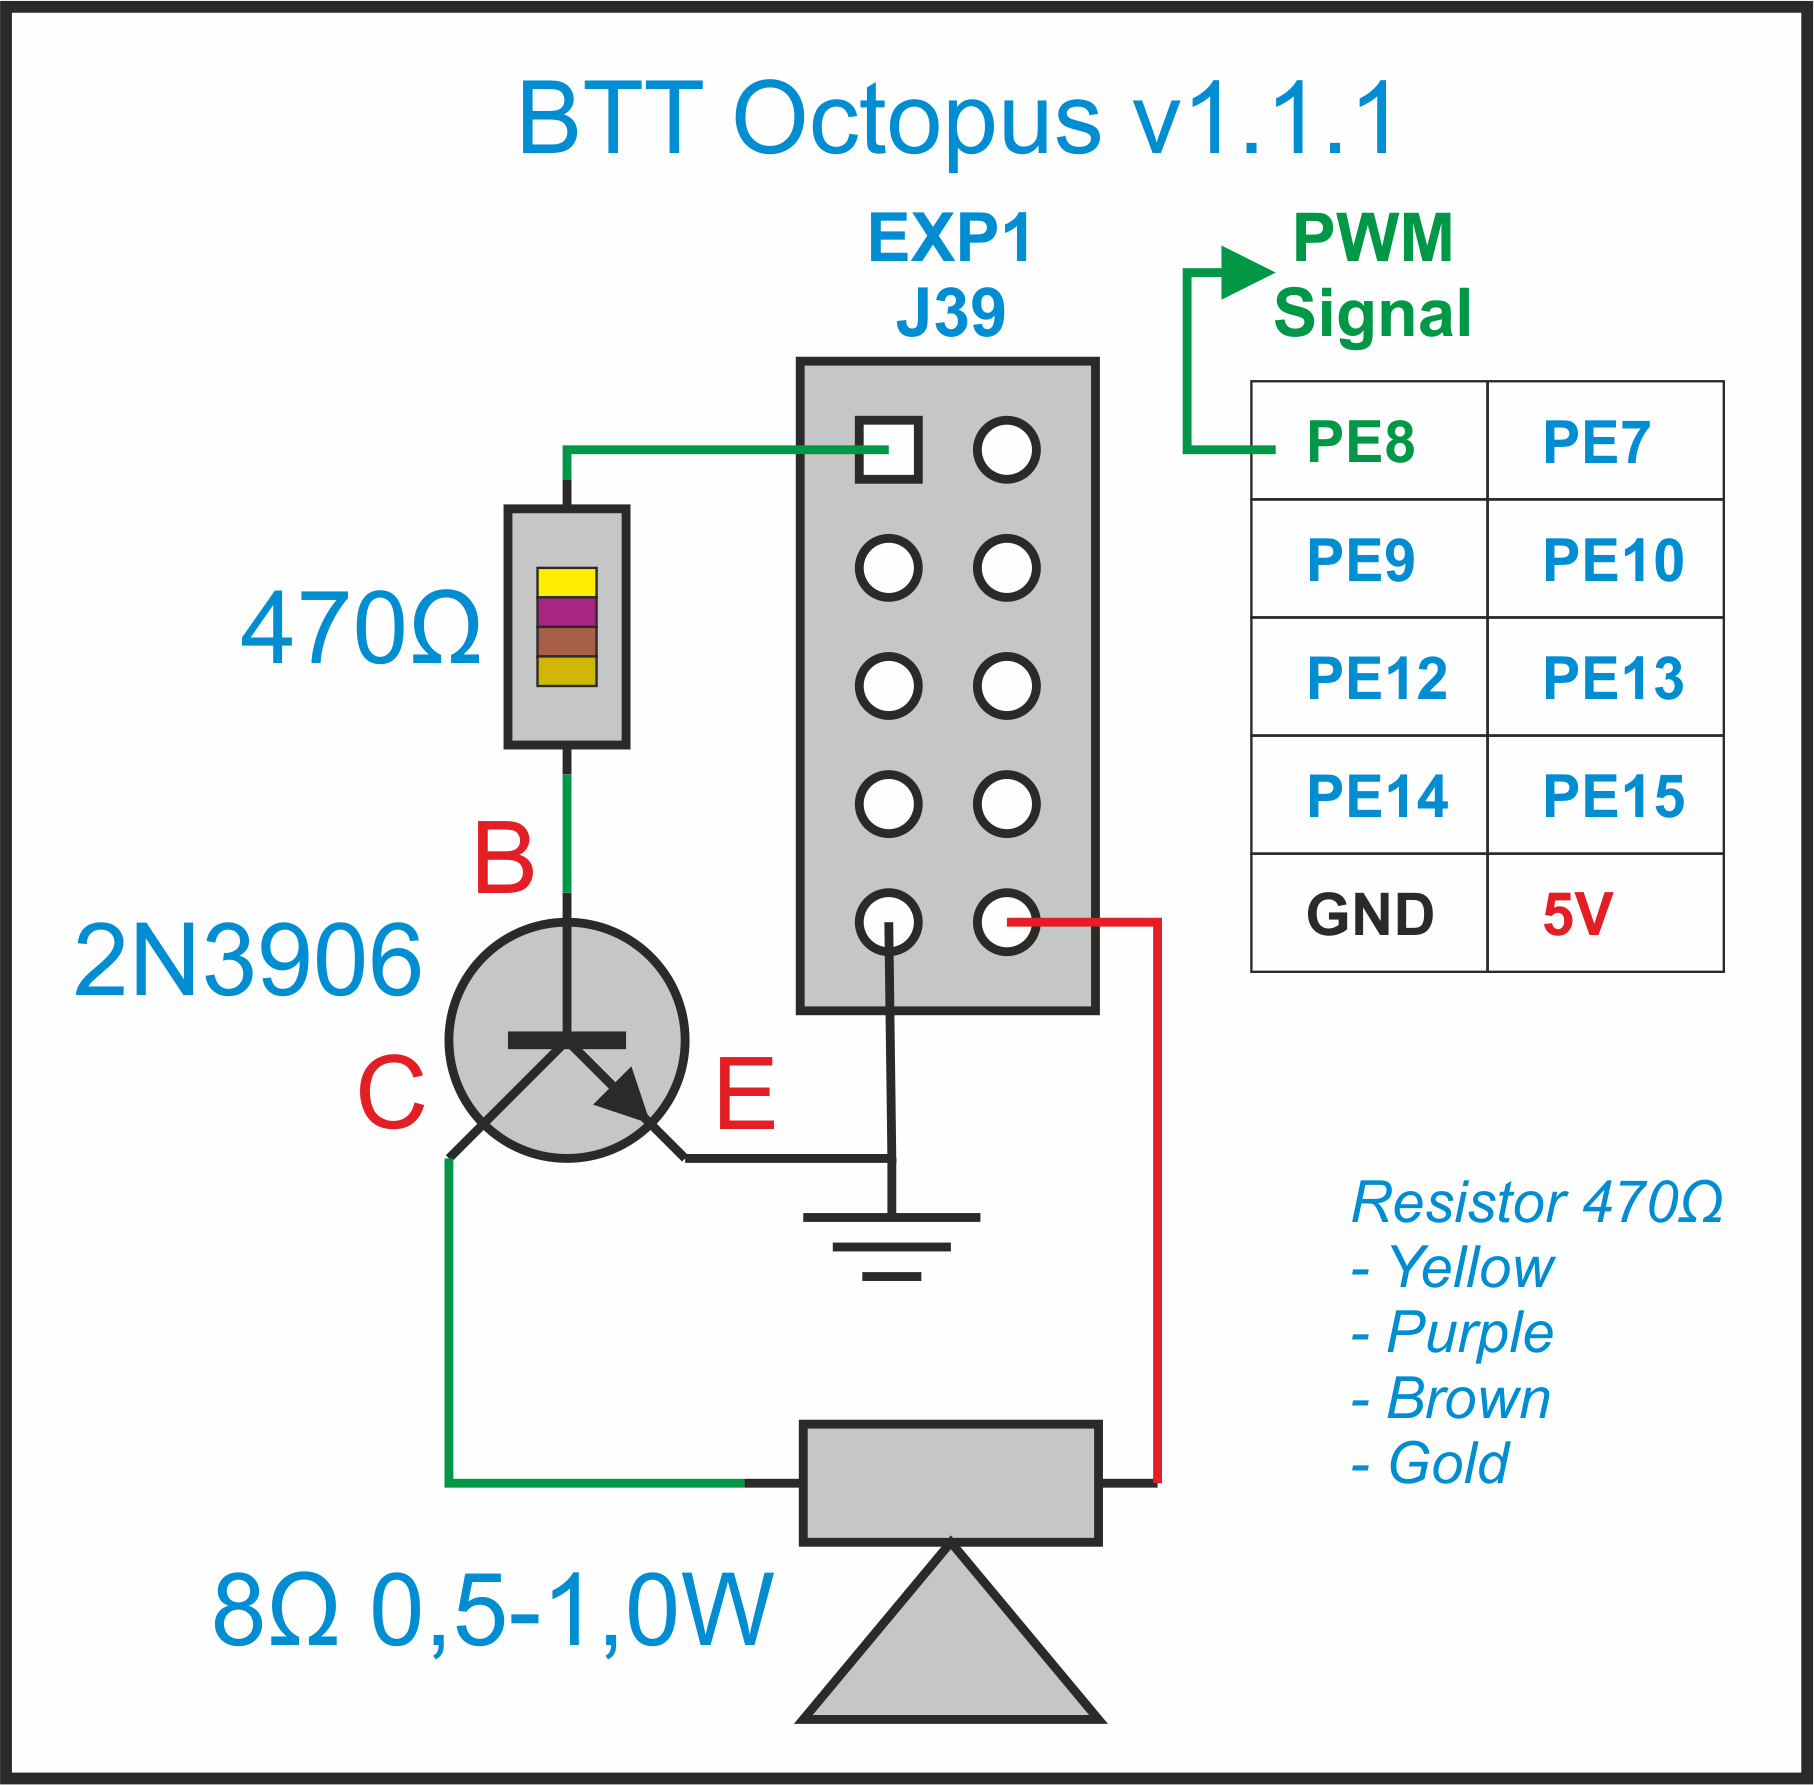 BTT Octopus v1.1.1
EXP1
J39
PWM
Signal
PE8 PE7
PE9 PE10
PE12 PE13
PE14 PE15
GND 5V
470Ω
B
2N3906
C
E
Resistor 470Ω
- Yellow
- Purple
- Brown
- Gold
8Ω 0,5-1,0W